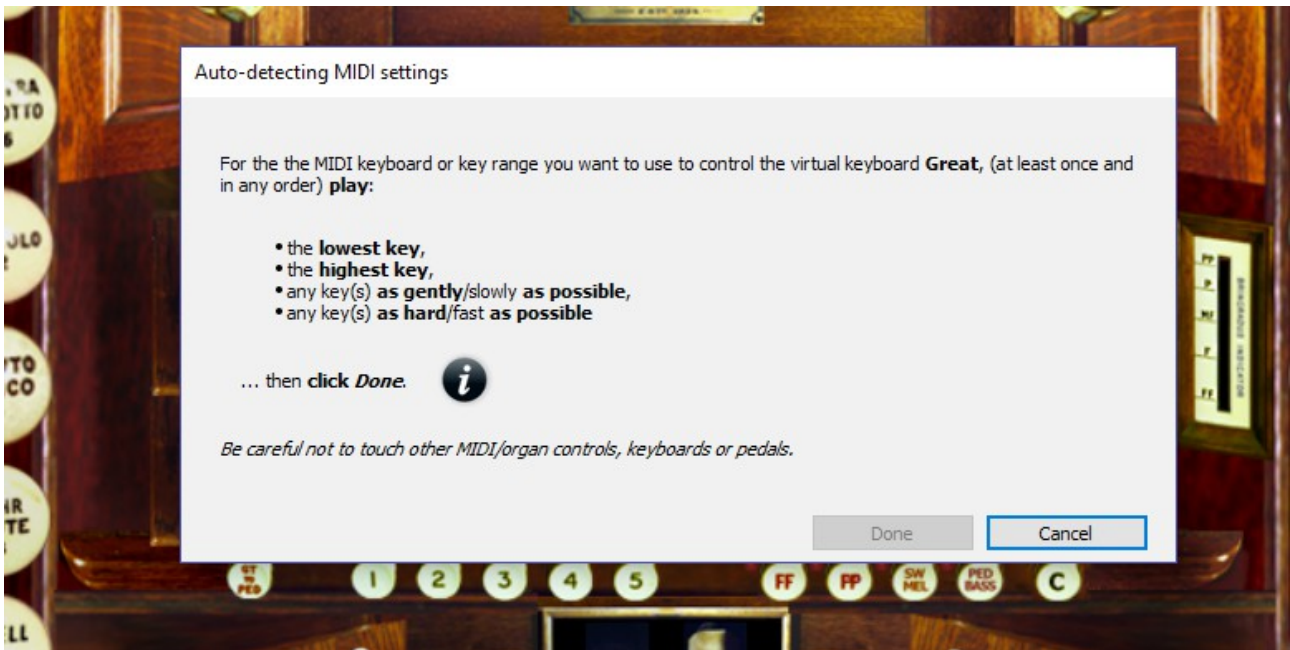 Auto-detecting MIDI settings
For the the MIDI keyboard or key range you want to use to control the virtual keyboard Great, (at least once and
in any order) play:
• the lowest key,
• the highest key,
• any key(s) as gently/slowly as possible,
• any key(s) as hard/fast as possible
... then click Done.
i
Be careful not to touch other MIDI/organ controls, keyboards or pedals.
Done
Cancel
PP
P
MF
F
FF
INDICATOR
GT
TO
PED
1
2
3
4
5
FF
PP
SW
MEL
PED
BASS
C